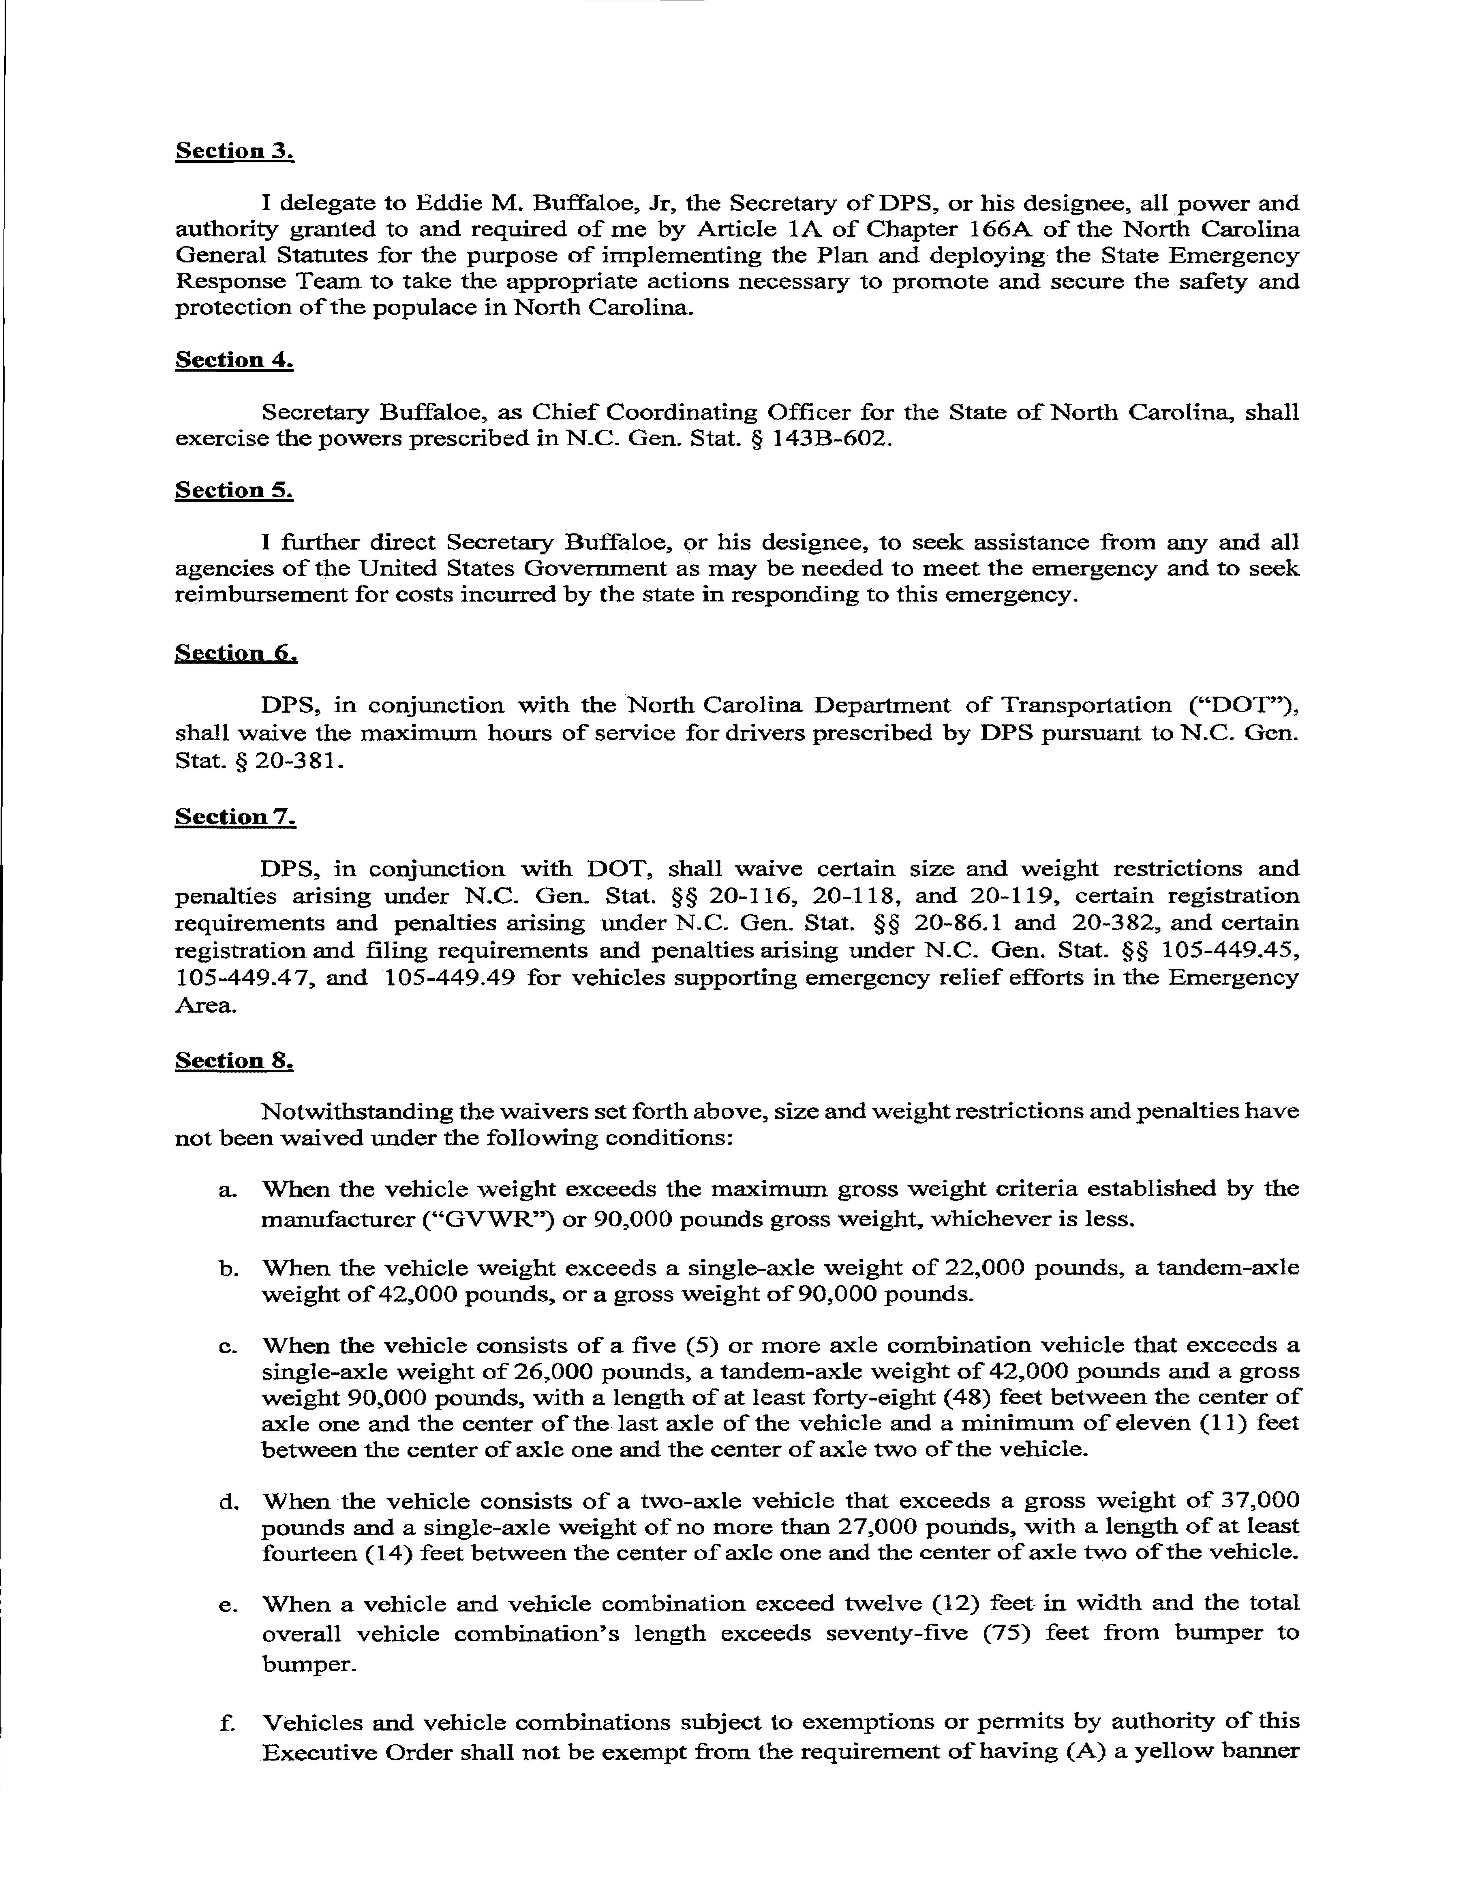 Section 3.
I delegate to Eddie M. Buffaloe, Jr, the Secretary of DPS, or his designee, all power and
authority granted to and required of me by Article 1A of Chapter 166A of the North Carolina
General Statutes for the purpose of implementing the Plan and deploying the State Emergency
Response Team to take the appropriate actions necessary to promote and secure the safety and
protection of the populace in North Carolina.
Section 4.
Secretary Buffaloe, as Chief Coordinating Officer for the State of North Carolina, shall
exercise the powers prescribed in N.C. Gen. Stat. § 143B-602.
Section 5.
I further direct Secretary Buffaloe, or his designee, to seek assistance from any and all
agencies of the United States Government as may be needed to meet the emergency and to seek
reimbursement for costs incurred by the state in responding to this emergency.
Section 6.
DPS, in conjunction with the North Carolina Department of Transportation (“DOT”),
shall waive the maximum hours of service for drivers prescribed by DPS pursuant to N.C. Gen.
Stat. § 20-381.
Section 7.
DPS, in conjunction with DOT, shall waive certain size and weight restrictions and
penalties arising under N.C. Gen. Stat. §§ 20-116, 20-118, and 20-119, certain registration
requirements and penalties arising under N.C. Gen. Stat. §§ 20-86.1 and 20-382, and certain
registration and filing requirements and penalties arising under N.C. Gen. Stat. §§ 105-449.45,
105-449.47, and 105-449.49 for vehicles supporting emergency relief efforts in the Emergency
Area.
Section 8.
Notwithstanding the waivers set forth above, size and weight restrictions and penalties have
not been waived under the following conditions:
a. When the vehicle weight exceeds the maximum gross weight criteria established by the
manufacturer (“GVWR”) or 90,000 pounds gross weight, whichever is less.
b. When the vehicle weight exceeds a single-axle weight of 22,000 pounds, a tandem-axle
weight of 42,000 pounds, or a gross weight of 90,000 pounds.
c. When the vehicle consists of a five (5) or more axle combination vehicle that exceeds a
single-axle weight of 26,000 pounds, a tandem-axle weight of 42,000 pounds and a gross
weight 90,000 pounds, with a length of at least forty-eight (48) feet between the center of
axle one and the center of the last axle of the vehicle and a minimum of eleven (11) feet
between the center of axle one and the center of axle two of the vehicle.
d. When the vehicle consists of a two-axle vehicle that exceeds a gross weight of 37,000
pounds and a single-axle weight of no more than 27,000 pounds, with a length of at least
fourteen (14) feet between the center of axle one and the center of axle two of the vehicle.
e. When a vehicle and vehicle combination exceed twelve (12) feet in width and the total
overall vehicle combination’s length exceeds seventy-five (75) feet from bumper to
bumper.
f. Vehicles and vehicle combinations subject to exemptions or permits by authority of this
Executive Order shall not be exempt from the requirement of having (A) a yellow banner